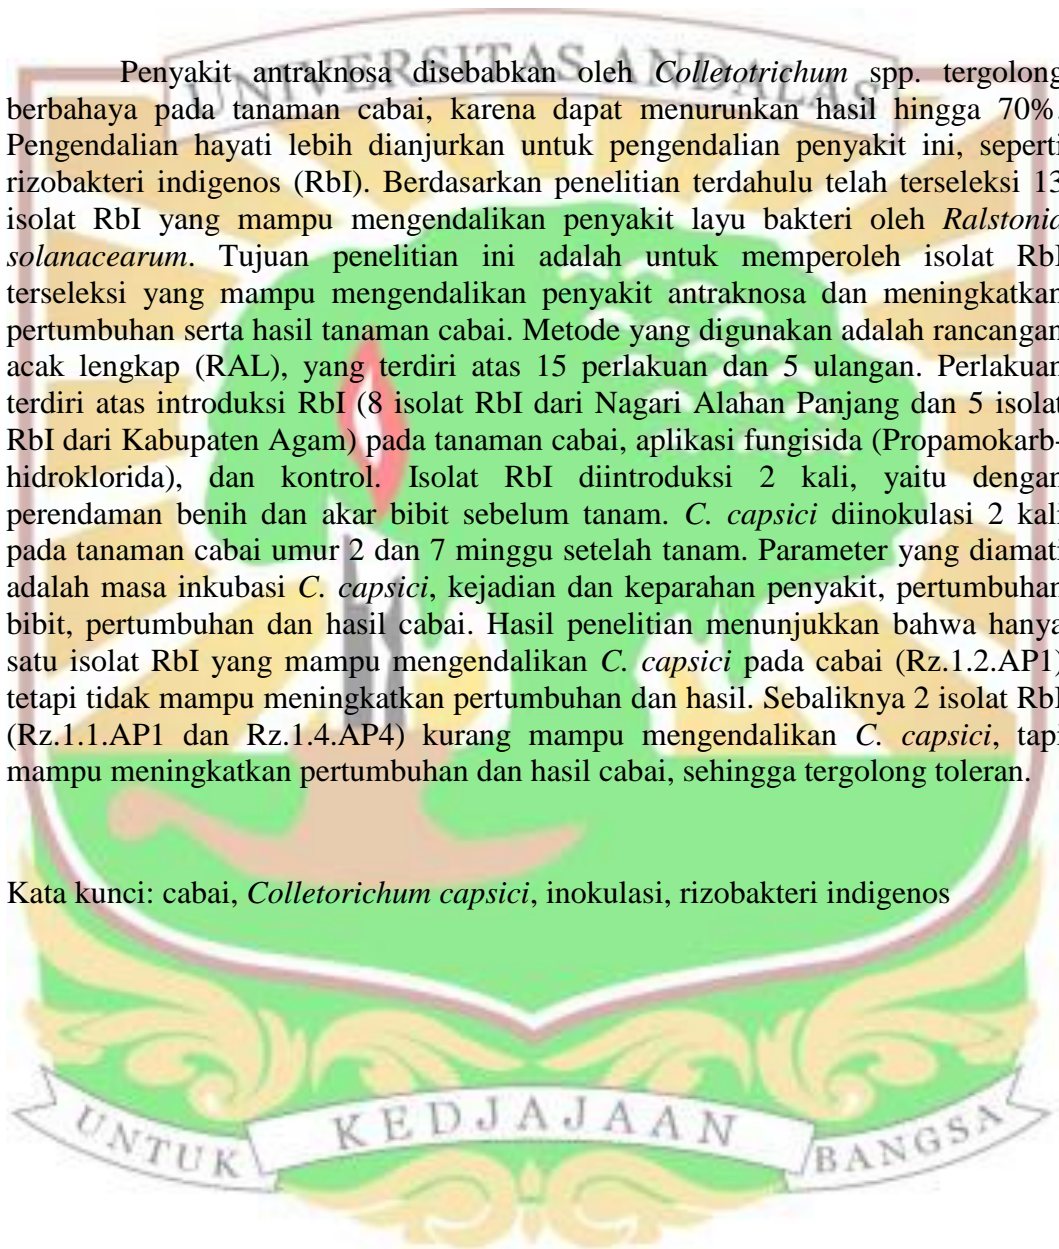 UNIVERSITAS ANDALAS
Penyakit antraknosa disebabkan oleh Colletotrichum spp. tergolong
berbahaya pada tanaman cabai, karena dapat menurunkan hasil hingga 70%.
Pengendalian hayati lebih dianjurkan untuk pengendalian penyakit ini, seperti
rizobakteri indigenos (RbI). Berdasarkan penelitian terdahulu telah terseleksi 13
isolat RbI yang mampu mengendalikan penyakit layu bakteri oleh Ralstonia
solanacearum. Tujuan penelitian ini adalah untuk memperoleh isolat RbI
terseleksi yang mampu mengendalikan penyakit antraknosa dan meningkatkan
pertumbuhan serta hasil tanaman cabai. Metode yang digunakan adalah rancangan
acak lengkap (RAL), yang terdiri atas 15 perlakuan dan 5 ulangan. Perlakuan
terdiri atas introduksi RbI (8 isolat RbI dari Nagari Alahan Panjang dan 5 isolat
RbI dari Kabupaten Agam) pada tanaman cabai, aplikasi fungisida (Propamokarb-
hidroklorida), dan kontrol. Isolat RbI diintroduksi 2 kali, yaitu dengan
perendaman benih dan akar bibit sebelum tanam. C. capsici diinokulasi 2 kali
pada tanaman cabai umur 2 dan 7 minggu setelah tanam. Parameter yang diamati
adalah masa inkubasi C. capsici, kejadian dan keparahan penyakit, pertumbuhan
bibit, pertumbuhan dan hasil cabai. Hasil penelitian menunjukkan bahwa hanya
satu isolat RbI yang mampu mengendalikan C. capsici pada cabai (Rz.1.2.AP1)
tetapi tidak mampu meningkatkan pertumbuhan dan hasil. Sebaliknya 2 isolat RbI
(Rz.1.1.AP1 dan Rz.1.4.AP4) kurang mampu mengendalikan C. capsici, tapi
mampu meningkatkan pertumbuhan dan hasil cabai, sehingga tergolong toleran.
Kata kunci: cabai, Colletorichum capsici, inokulasi, rizobakteri indigenos
UNTUK KEDJAJAAN BANGSA